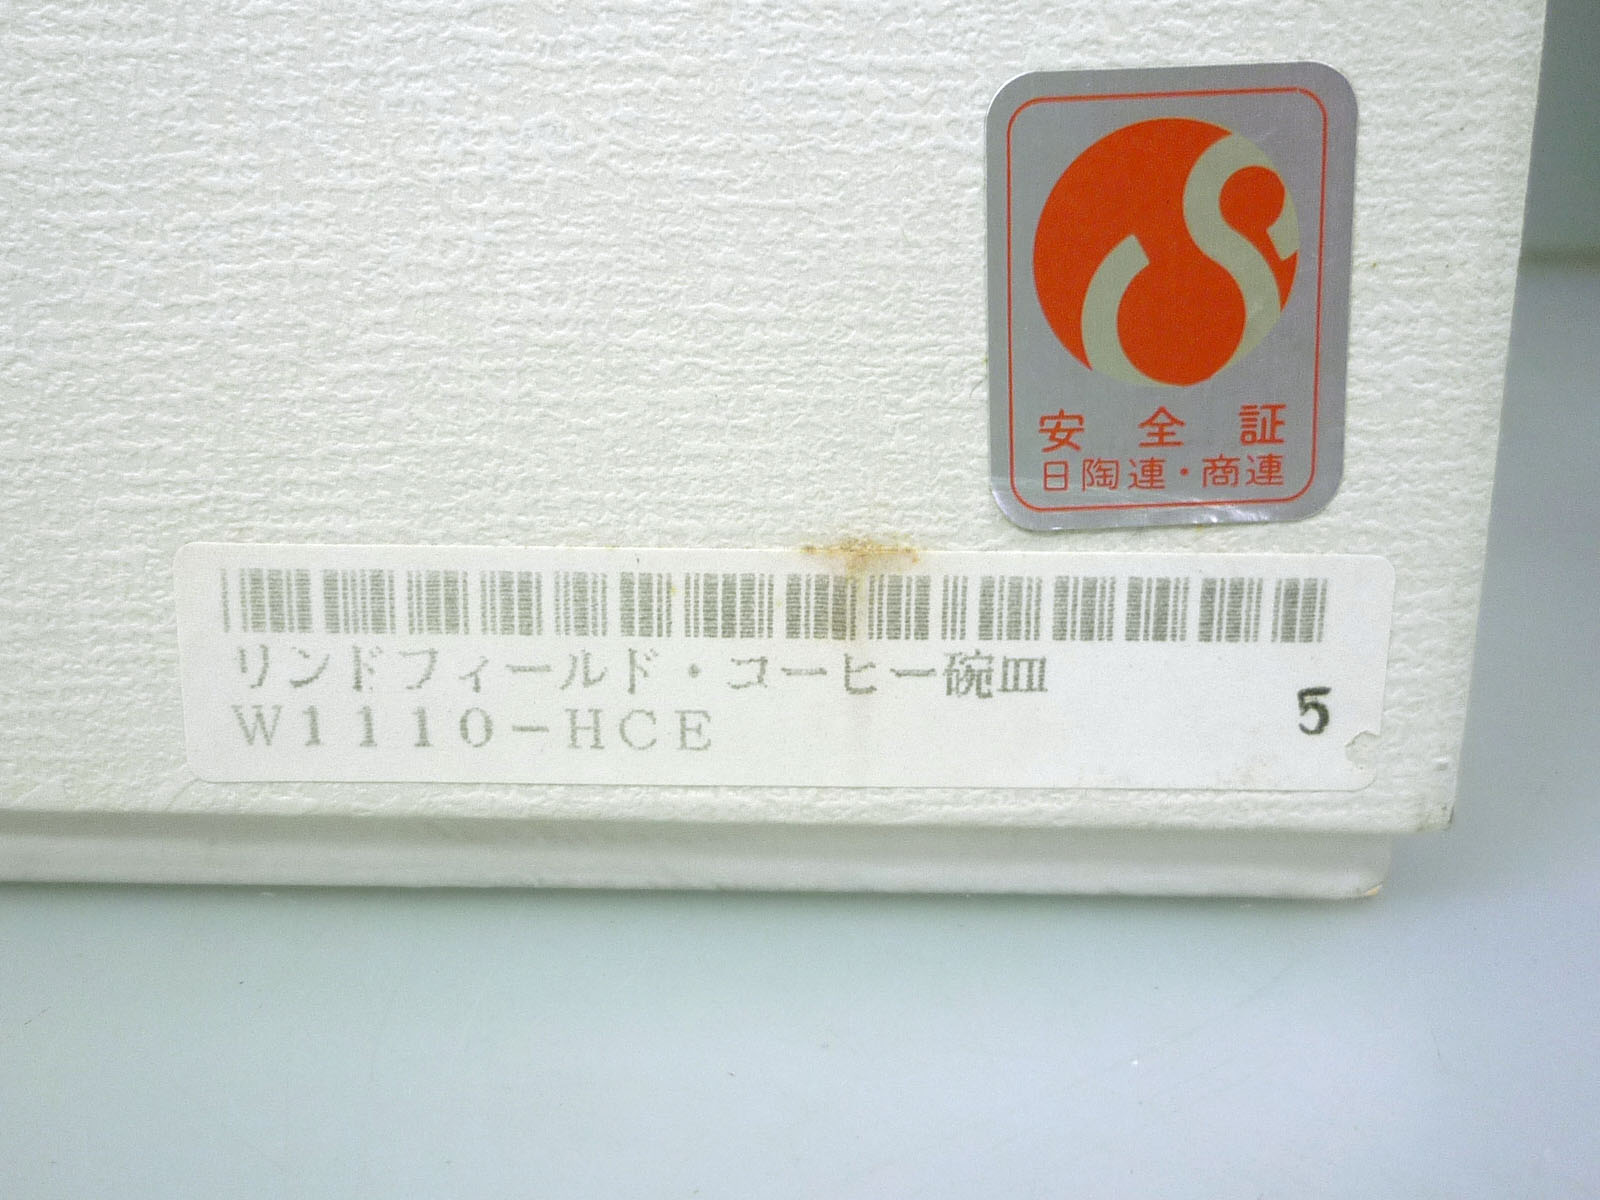 安全証
日陶連・商連
リンドフィールド・コーヒー碗皿
W1110-HCE
5